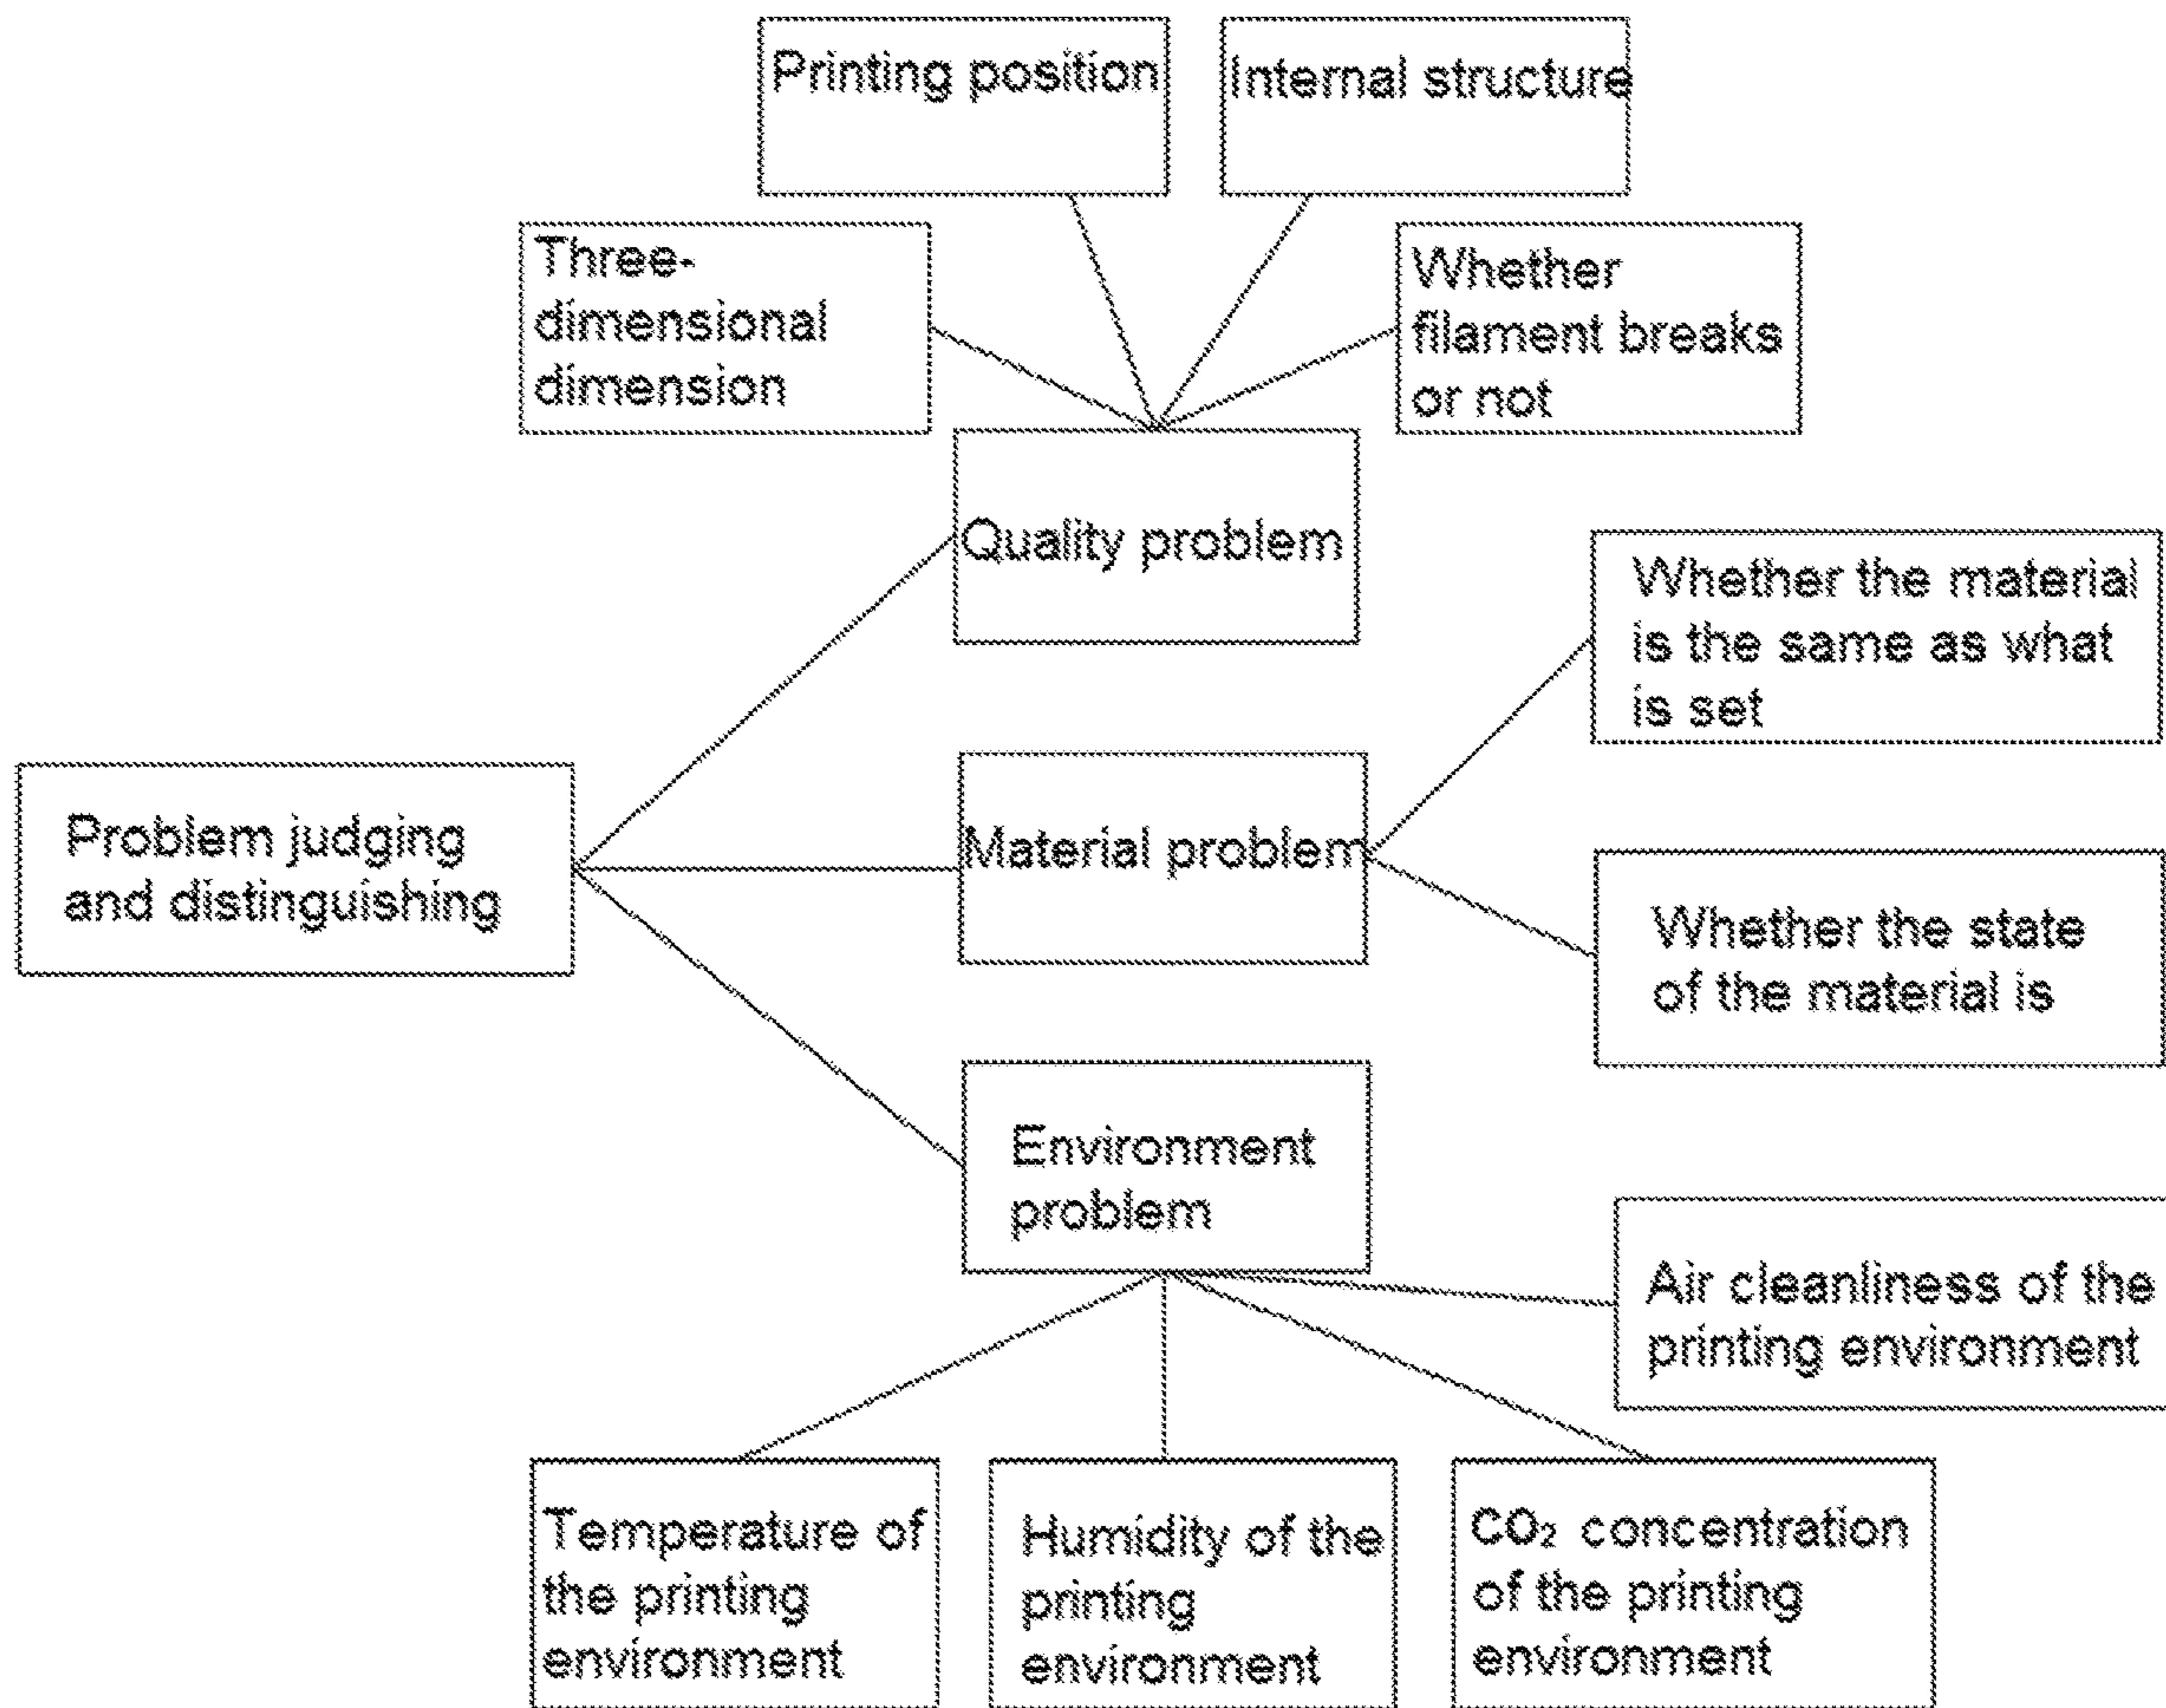 Printing position
Internal structure
Three-
dimensional
dimension
Whether
filament breaks
or not
Quality problem
Whether the material
is the same as what
is set
Problem judging
and distinguishing
Material problem
Whether the state
of the material is
Environment
problem
Air cleanliness of the
printing environment
Temperature of
the printing
environment
Humidity of the
printing
environment
CO₂ concentration
of the printing
environment